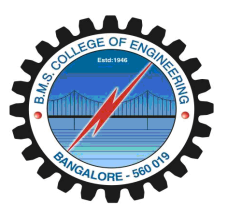 B.M.S. COLLEGE OF ENGINEERING
Estd:1946
BANGALORE - 560 019